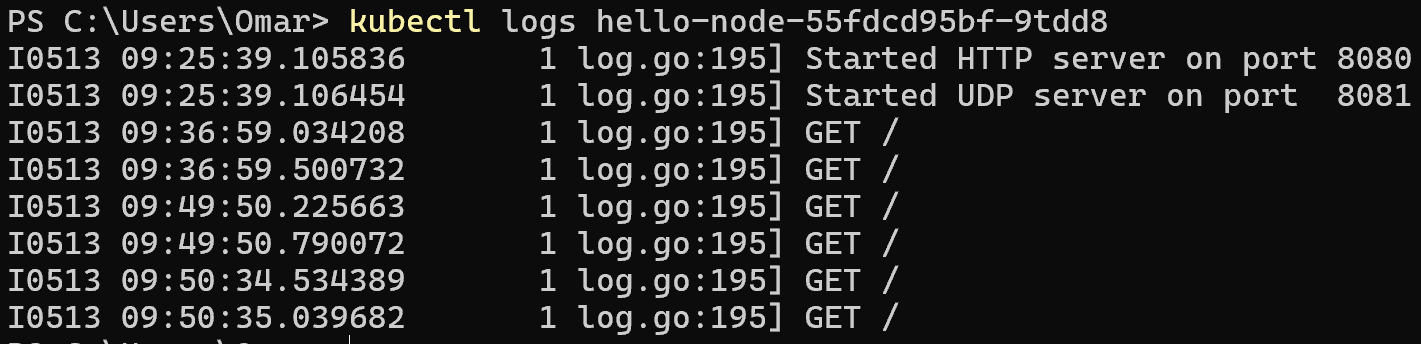 PS C:\Users\Omar> kubectl logs hello-node-55fdcd95bf-9tdd8
I0513 09:25:39.105836       1 log.go:195] Started HTTP server on port 8080
I0513 09:25:39.106454       1 log.go:195] Started UDP server on port  8081
I0513 09:36:59.034208       1 log.go:195] GET /
I0513 09:36:59.500732       1 log.go:195] GET /
I0513 09:49:50.225663       1 log.go:195] GET /
I0513 09:49:50.790072       1 log.go:195] GET /
I0513 09:50:34.534389       1 log.go:195] GET /
I0513 09:50:35.039682       1 log.go:195] GET /